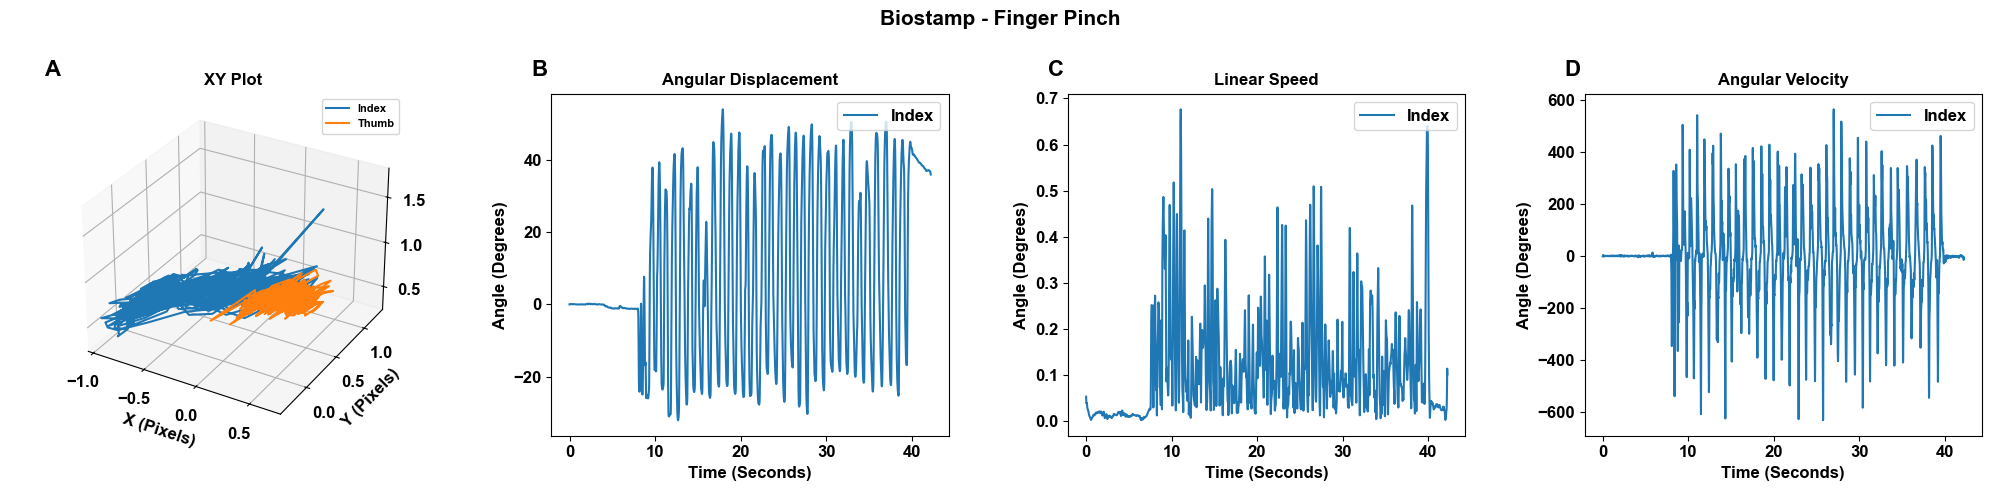 Biostamp - Finger Pinch
A
XY Plot
Index
Thumb
1.5
1.0
0.5
−1.0
−0.5
0.0
0.5
X (Pixels)
0.0
0.5
1.0
Y (Pixels)
B
Angular Displacement
Index
40
20
0
−20
Angle (Degrees)
0 10 20 30 40
Time (Seconds)
C
Linear Speed
Index
0.7
0.6
0.5
0.4
0.3
0.2
0.1
0.0
Angle (Degrees)
0 10 20 30 40
Time (Seconds)
D
Angular Velocity
Index
600
400
200
0
−200
−400
−600
Angle (Degrees)
0 10 20 30 40
Time (Seconds)